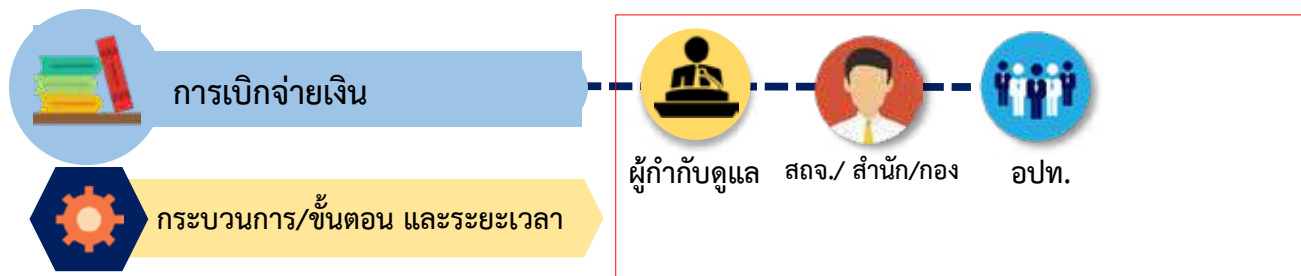 การเบิกจ่ายเงิน
ผู้กำกับดูแล
สถจ./ สำนัก/กอง
อปท.
กระบวนการ/ขั้นตอน และระยะเวลา